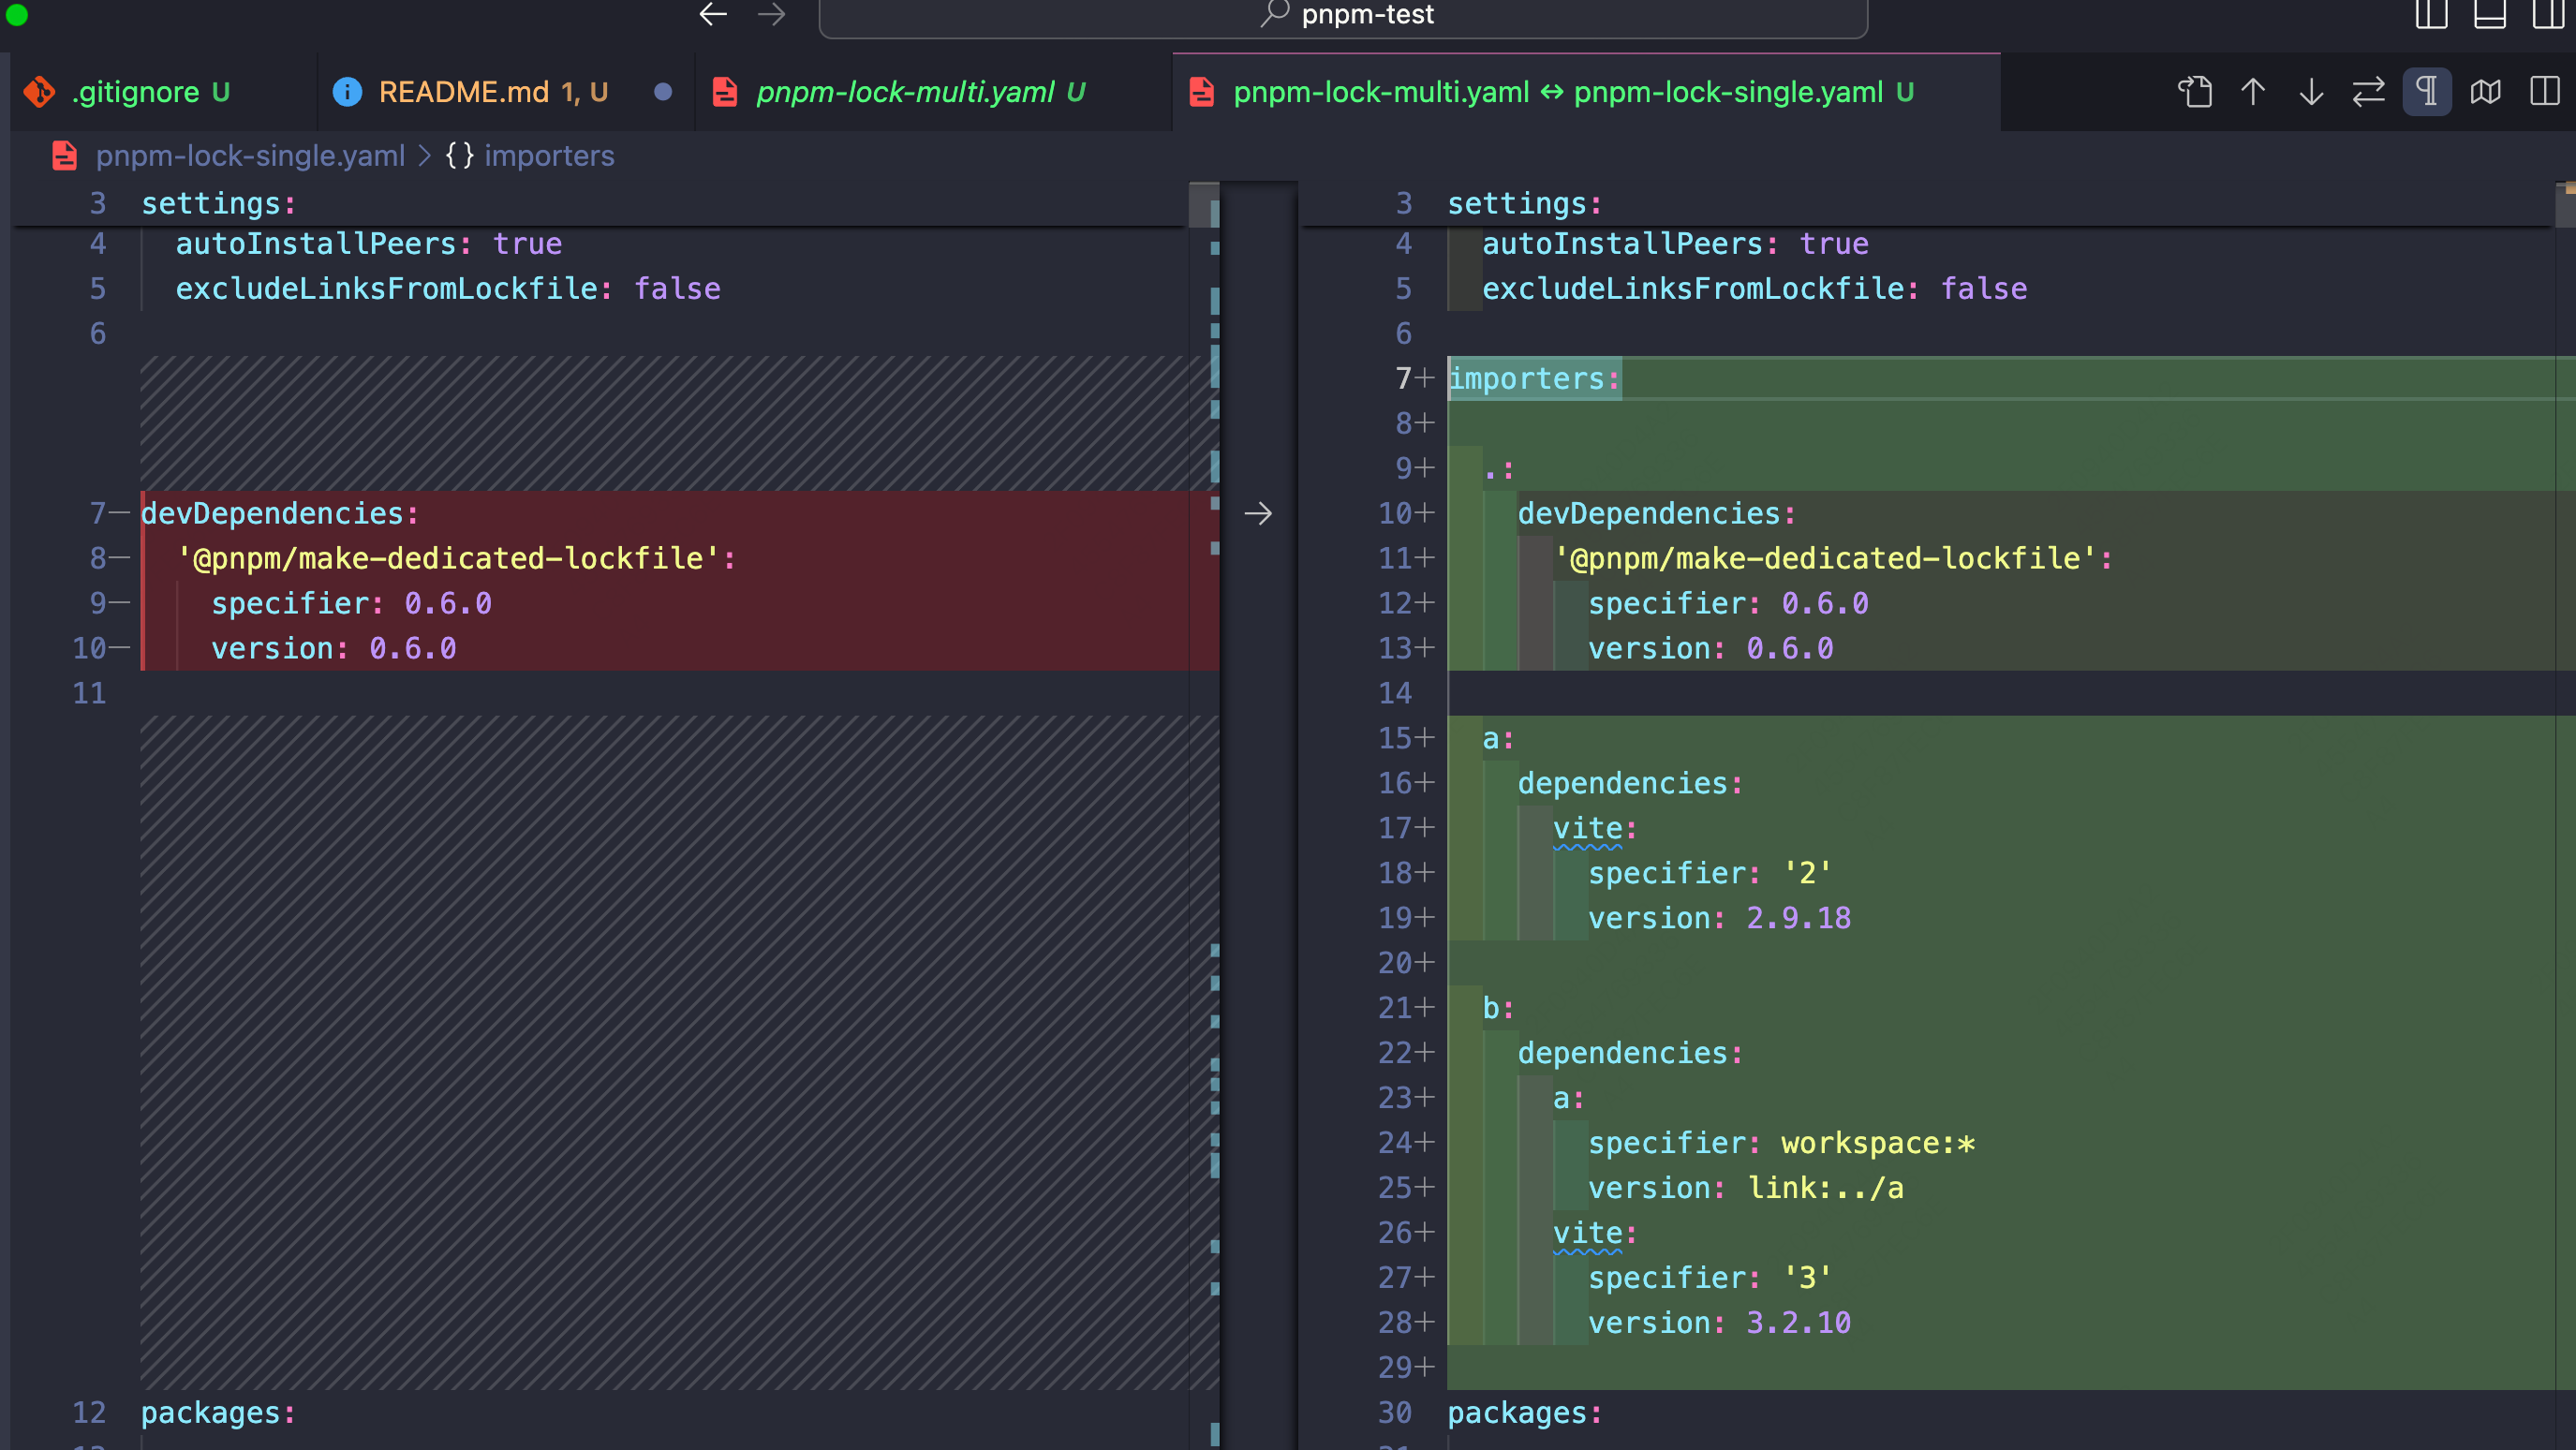 pnpm-test
.gitignore U
README.md 1, U
pnpm-lock-multi.yaml U
pnpm-lock-multi.yaml ↔ pnpm-lock-single.yaml U
pnpm-lock-single.yaml > {} importers
3 settings:
4 autoInstallPeers: true
5 excludeLinksFromLockfile: false
6
7— devDependencies:
8— '@pnpm/make-dedicated-lockfile':
9— specifier: 0.6.0
10— version: 0.6.0
11
12 packages:
3 settings:
4 autoInstallPeers: true
5 excludeLinksFromLockfile: false
6
7+ importers:
8+
9+ .:
10+ devDependencies:
11+ '@pnpm/make-dedicated-lockfile':
12+ specifier: 0.6.0
13+ version: 0.6.0
14
15+ a:
16+ dependencies:
17+ vite:
18+ specifier: '2'
19+ version: 2.9.18
20+
21+ b:
22+ dependencies:
23+ a:
24+ specifier: workspace:*
25+ version: link:../a
26+ vite:
27+ specifier: '3'
28+ version: 3.2.10
29+
30 packages: